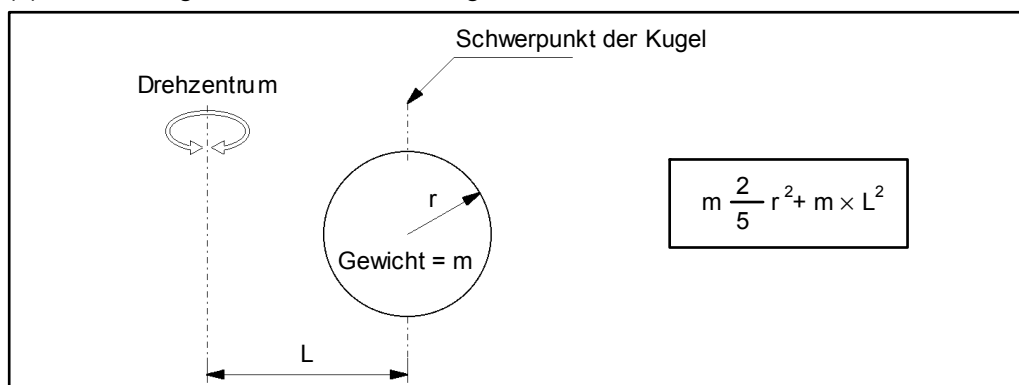 Schwerpunkt der Kugel
Drehzentrum
r
m 2/5 r² + m × L²
Gewicht = m
L